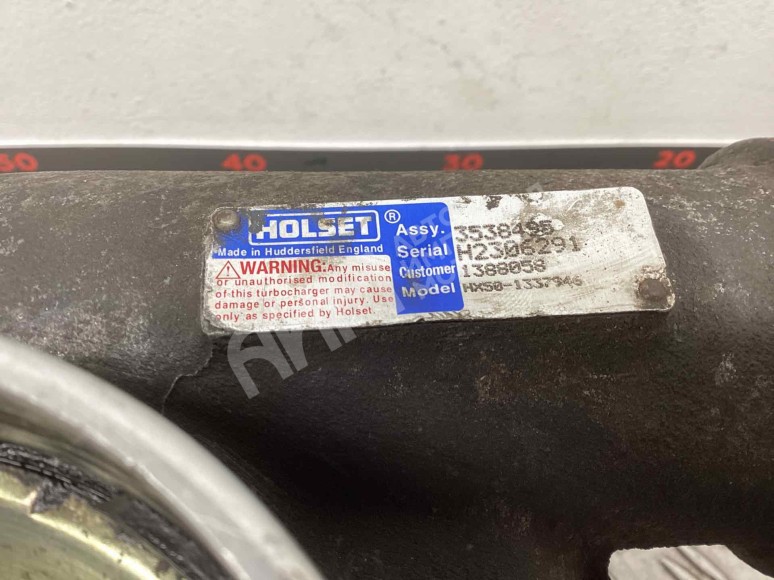 50 40 30 20
HOLSET ®
Made in Huddersfield England
WARNING: Any misuse
or unauthorised modification
of this turbocharger may cause
damage or personal injury. Use
only as specified by Holset.
Assy. 3538495
Serial H2306291
Customer 1388058
Model HX50-1337946